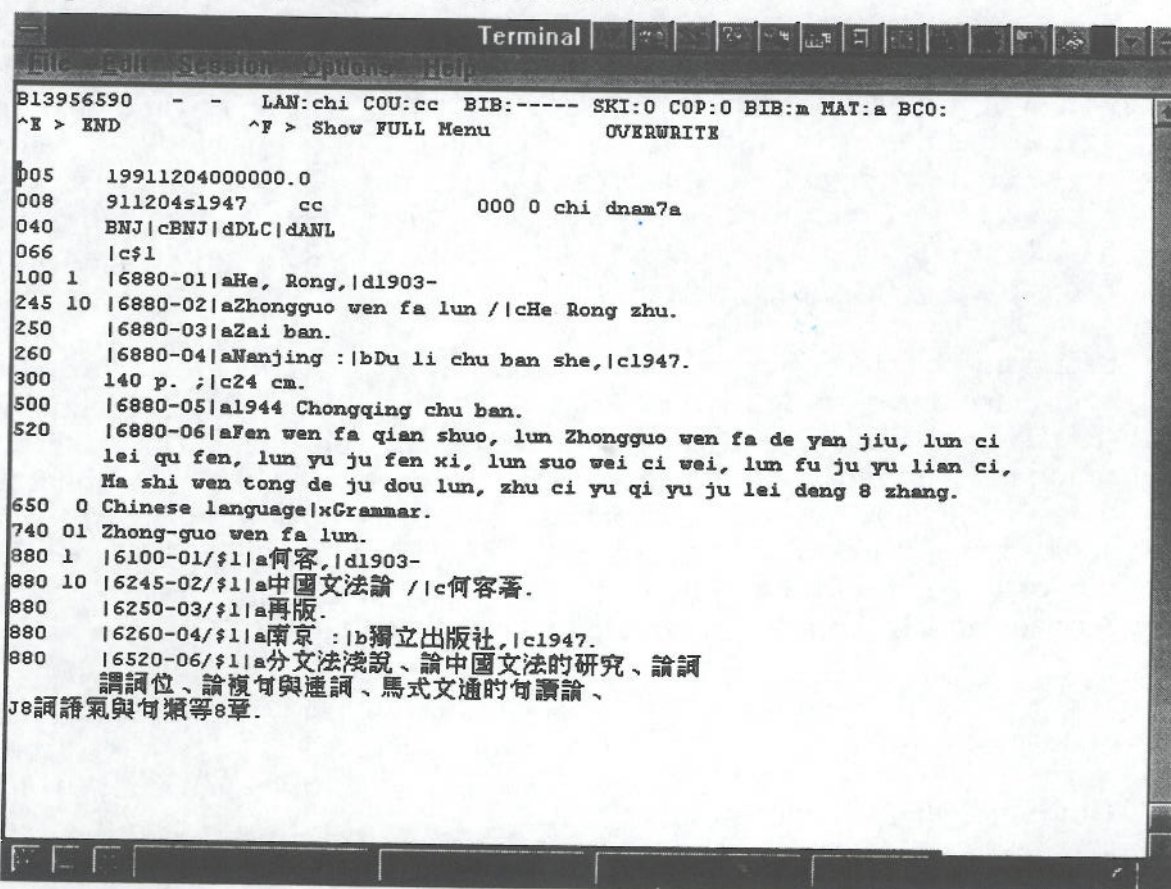 Terminal
File Edit Session Options Help
B13956590 - - LAN:chi COU:cc BIB:----- SKI:0 COP:0 BIB:m MAT:a BCO:
^E > END ^F > Show FULL Menu OVERWRITE
005 19911204000000.0
008 911204s1947 cc 000 0 chi dnam7a
040 BNJ|cBNJ|dDLC|dANL
066 |c$1
100 1 |6880-01|aHe, Rong,|d1903-
245 10 |6880-02|aZhongguo wen fa lun /|cHe Rong zhu.
250 |6880-03|aZai ban.
260 |6880-04|aNanjing :|bDu li chu ban she,|c1947.
300 140 p. ;|c24 cm.
500 |6880-05|a1944 Chongqing chu ban.
520 |6880-06|aFen wen fa qian shuo, lun Zhongguo wen fa de yan jiu, lun ci
lei qu fen, lun yu ju fen xi, lun suo wei ci wei, lun fu ju yu lian ci,
Ma shi wen tong de ju dou lun, zhu ci yu qi yu ju lei deng 8 zhang.
650 0 Chinese language|xGrammar.
740 01 Zhong-guo wen fa lun.
880 1 |6100-01/$1|a何容,|d1903-
880 10 |6245-02/$1|a中國文法論 /|c何容著.
880 |6250-03/$1|a再版.
880 |6260-04/$1|a南京 :|b獨立出版社,|c1947.
880 |6520-06/$1|a分文法淺說、論中國文法的研究、論詞
謂詞位、論複句與連詞、馬式文通的句讀論、
J8詞語氣與句類等8章.